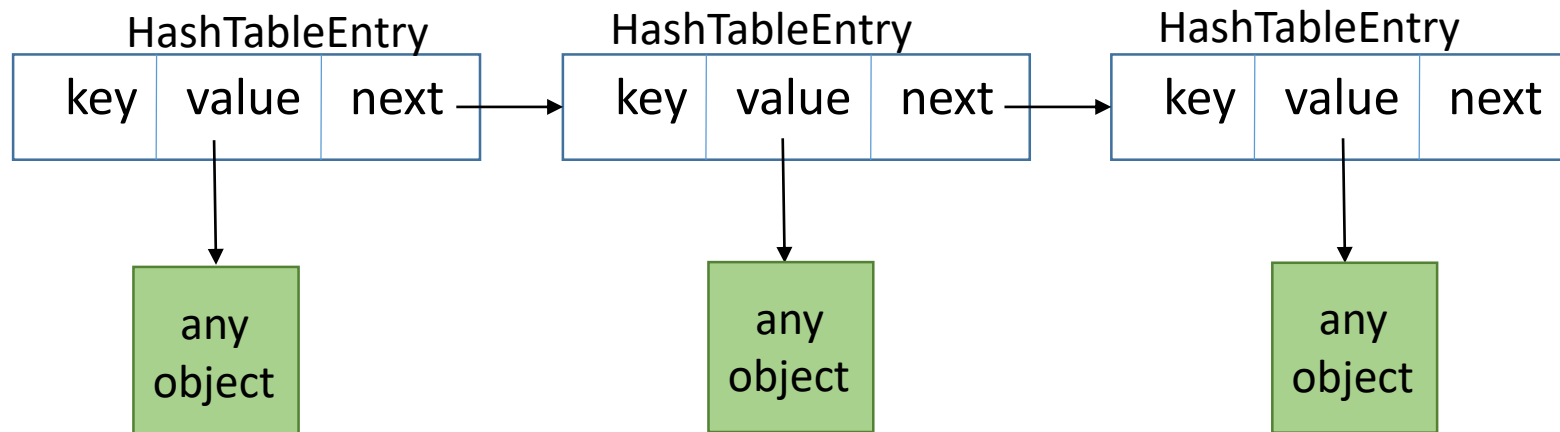 HashTableEntry
key value next
any
object
HashTableEntry
key value next
any
object
HashTableEntry
key value next
any
object